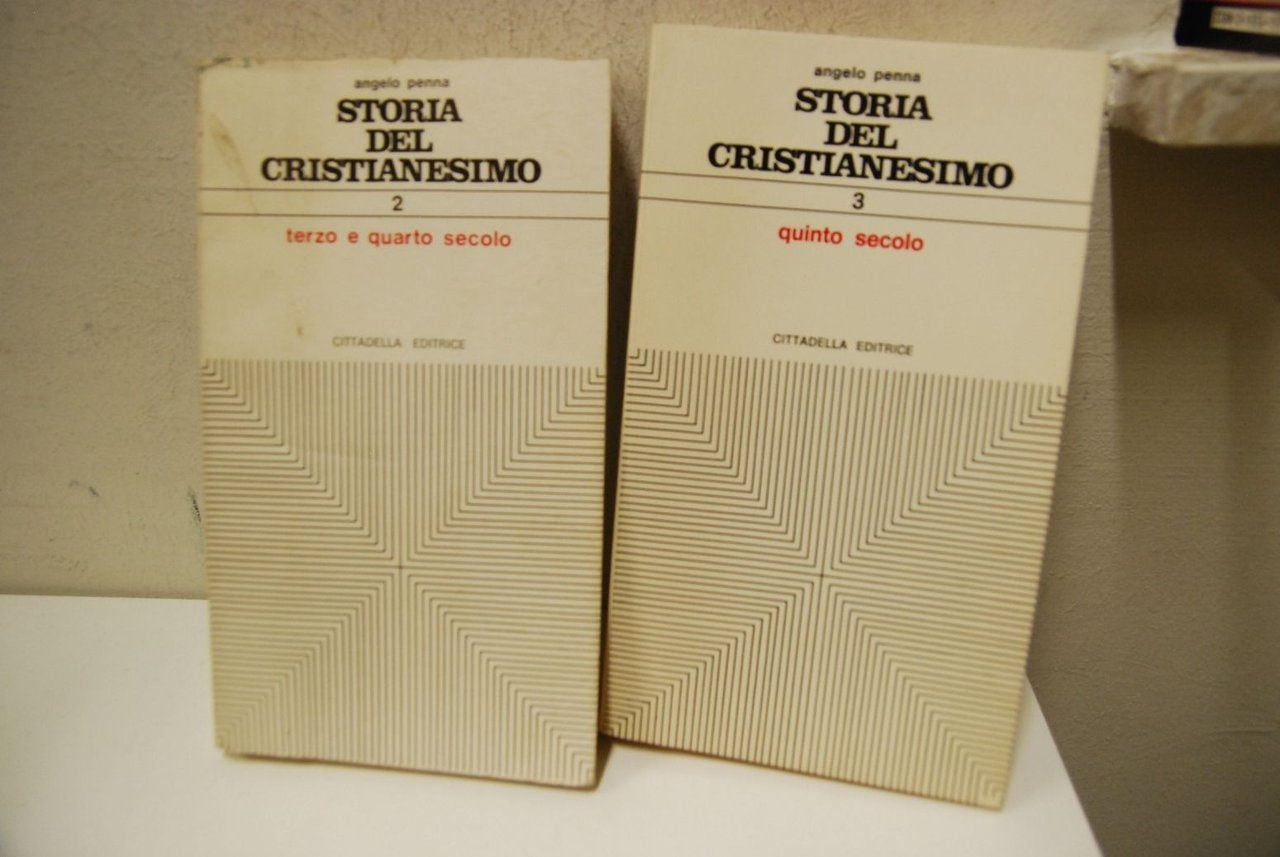 angelo penna
STORIA
DEL
CRISTIANESIMO
2
terzo e quarto secolo
CITTADELLA EDITRICE
angelo penna
STORIA
DEL
CRISTIANESIMO
3
quinto secolo
CITTADELLA EDITRICE